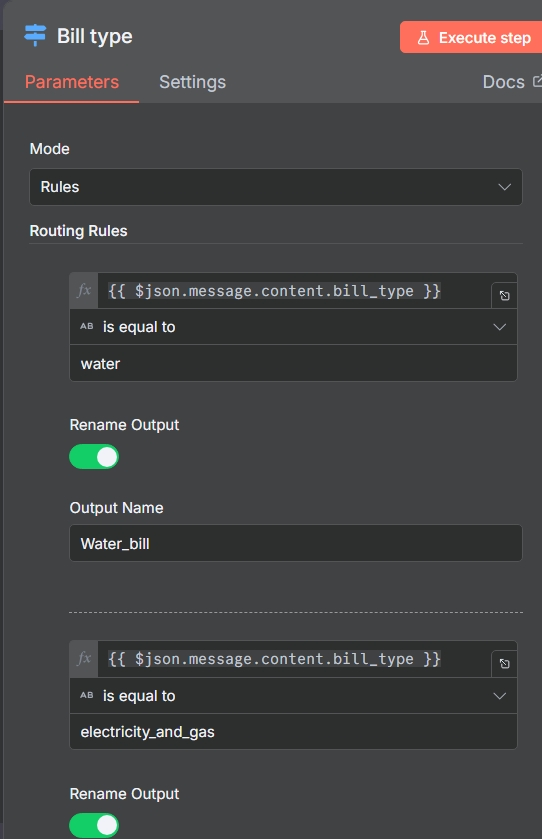 Bill type
Execute step
Parameters
Settings
Docs
Mode
Rules
Routing Rules
fx
{{ $json.message.content.bill_type }}
AB is equal to
water
Rename Output
Output Name
Water_bill
fx
{{ $json.message.content.bill_type }}
AB is equal to
electricity_and_gas
Rename Output